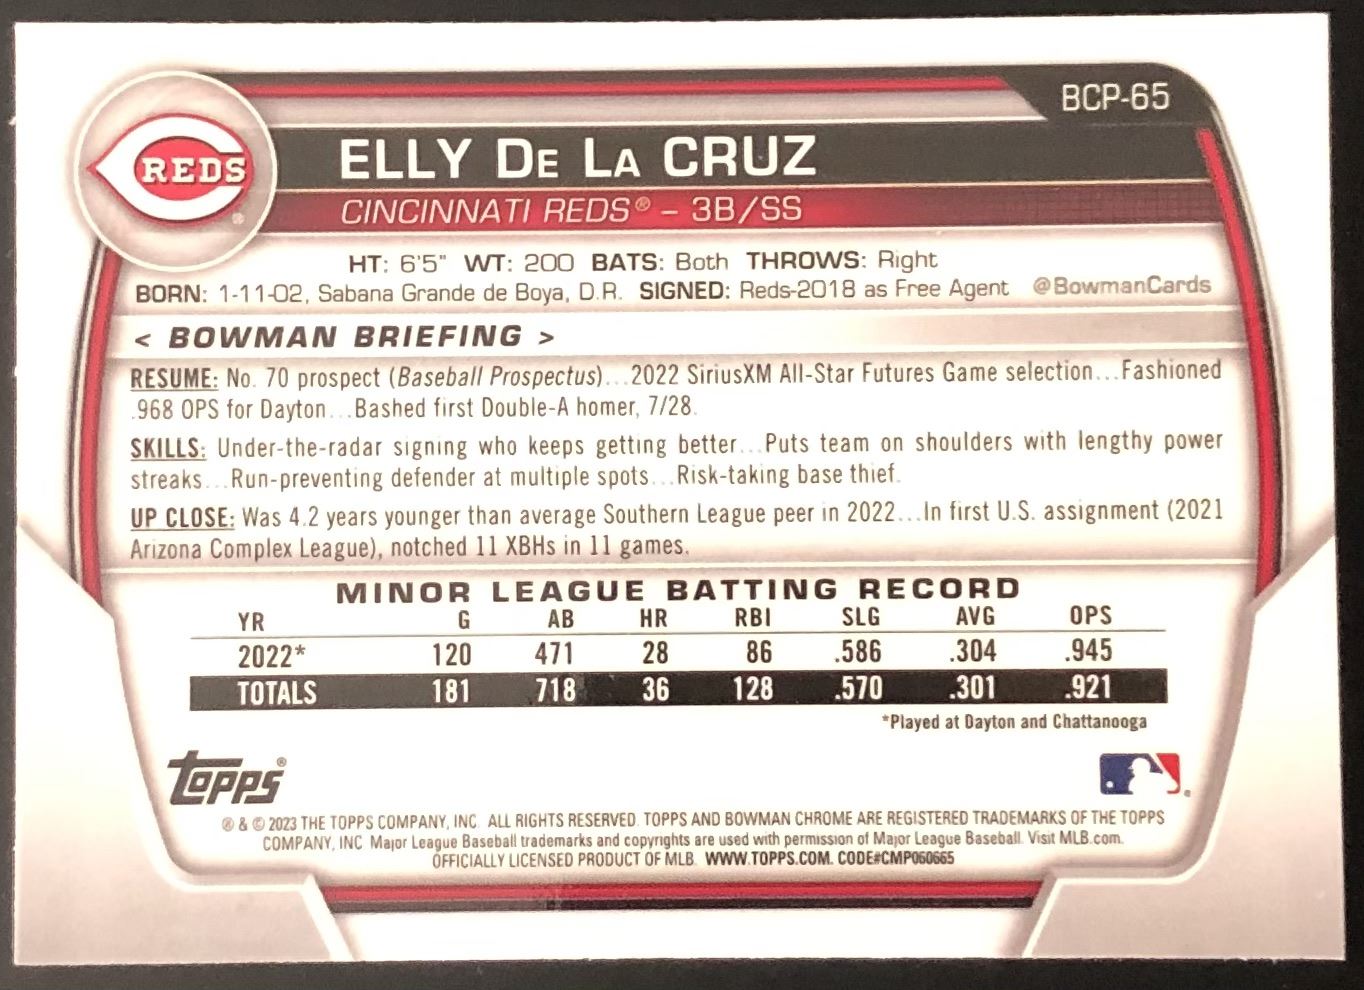 BCP-65
REDS®
ELLY DE LA CRUZ
CINCINNATI REDS® - 3B/SS
HT: 6'5" WT: 200 BATS: Both THROWS: Right
BORN: 1-11-02, Sabana Grande de Boya, D.R. SIGNED: Reds-2018 as Free Agent @BowmanCards
< BOWMAN BRIEFING >
RESUME: No. 70 prospect (Baseball Prospectus)...2022 SiriusXM All-Star Futures Game selection...Fashioned
.968 OPS for Dayton...Bashed first Double-A homer, 7/28.
SKILLS: Under-the-radar signing who keeps getting better...Puts team on shoulders with lengthy power
streaks...Run-preventing defender at multiple spots...Risk-taking base thief.
UP CLOSE: Was 4.2 years younger than average Southern League peer in 2022...In first U.S. assignment (2021
Arizona Complex League), notched 11 XBHs in 11 games.
MINOR LEAGUE BATTING RECORD
YR G AB HR RBI SLG AVG OPS
2022* 120 471 28 86 .586 .304 .945
TOTALS 181 718 36 128 .570 .301 .921
*Played at Dayton and Chattanooga
Topps®
® & © 2023 THE TOPPS COMPANY, INC. ALL RIGHTS RESERVED. TOPPS AND BOWMAN CHROME ARE REGISTERED TRADEMARKS OF THE TOPPS
COMPANY, INC. Major League Baseball trademarks and copyrights are used with permission of Major League Baseball. Visit MLB.com.
OFFICIALLY LICENSED PRODUCT OF MLB. WWW.TOPPS.COM. CODE#CMP060665